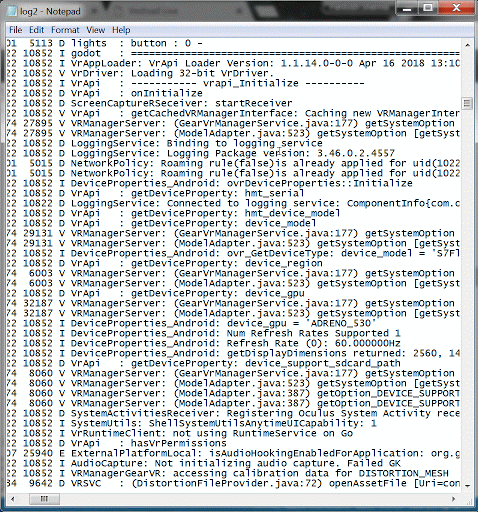 log2 - Notepad
File Edit Format View Help
01 5113 D lights : button : 0 -
22 10852 I godot : ==================================================
22 10852 I VrAppLoader: VrApi Loader Version: 1.1.14.0-0-0 Apr 16 2018 13:10
22 10852 V VrDriver: Loading 32-bit VrDriver.
22 10852 I VrApi : ---------- vrapi_Initialize ----------
22 10852 D VrApi : onInitialize
22 10852 D ScreenCaptureRSeceiver: startReceiver
22 10852 V VrApi : getCachedVRManagerInterface: Caching new VRManagerInterf
74 27895 V VRManagerServer: (GearVrManagerService.java:177) getSystemOption
74 27895 V VRManagerServer: (ModelAdapter.java:523) getSystemOption [getSyst
22 10852 D LoggingService: Binding to logging service
22 10852 D LoggingService: Logging Package version: 3.46.0.2.4557
01 5015 D NetworkPolicy: Roaming rule(false)is already applied for uid(1022
01 5015 D NetworkPolicy: Roaming rule(false)is already applied for uid(1022
22 10852 I DeviceProperties_Android: ovrDeviceProperties::Initialize
22 10852 D VrApi : getDeviceProperty: hmt_serial
22 10822 D LoggingService: Connected to logging service: ComponentInfo{com.o
22 10852 D VrApi : getDeviceProperty: hmt_device_model
22 10852 D VrApi : getDeviceProperty: device_model
74 29131 V VRManagerServer: (GearVrManagerService.java:177) getSystemOption
74 29131 V VRManagerServer: (ModelAdapter.java:523) getSystemOption [getSyst
22 10852 I DeviceProperties_Android: ovr_GetDeviceType: device_model = 'S7Fl
22 10852 D VrApi : getDeviceProperty: device_region
74 6003 V VRManagerServer: (GearVrManagerService.java:177) getSystemOption
74 6003 V VRManagerServer: (ModelAdapter.java:523) getSystemOption [getSyst
22 10852 D VrApi : getDeviceProperty: device_gpu
74 32187 V VRManagerServer: (GearVrManagerService.java:177) getSystemOption
74 32187 V VRManagerServer: (ModelAdapter.java:523) getSystemOption [getSyst
22 10852 I DeviceProperties_Android: device_gpu = 'ADRENO_530'
22 10852 I DeviceProperties_Android: Num Refresh Rates Supported 1
22 10852 I DeviceProperties_Android: Refresh Rate (0): 60.000000Hz
22 10852 I DeviceProperties_Android: getDisplayDimensions returned: 2560, 14
22 10852 D VrApi : getDeviceProperty: device_support_sdcard_path
74 8060 V VRManagerServer: (GearVrManagerService.java:177) getSystemOption
74 8060 V VRManagerServer: (ModelAdapter.java:523) getSystemOption [getSyst
74 8060 V VRManagerServer: (ModelAdapter.java:387) getOption_DEVICE_SUPPORT
74 8060 V VRManagerServer: (ModelAdapter.java:387) getOption_DEVICE_SUPPORT
22 10852 D SystemActivitiesReceiver: Registering Oculus System Activity rece
22 10852 I SystemUtils: ShellSystemUtilsAnytimeUICapability: 1
22 10852 I VrRuntimeClient: not using RuntimeService on Go
22 10852 D VrApi : hasVrPermissions
07 25940 E ExternalPlatformLocal: isAudioHookingEnabledForApplication: org.g
22 10852 I AudioCapture: Not initializing audio capture. Failed GK
22 10852 I VRManagerGearVR: accessing calibration data for DISTORTION_MESH
34 9642 D VRSVC : (DistortionFileProvider.java:72) openAssetFile [Uri=con